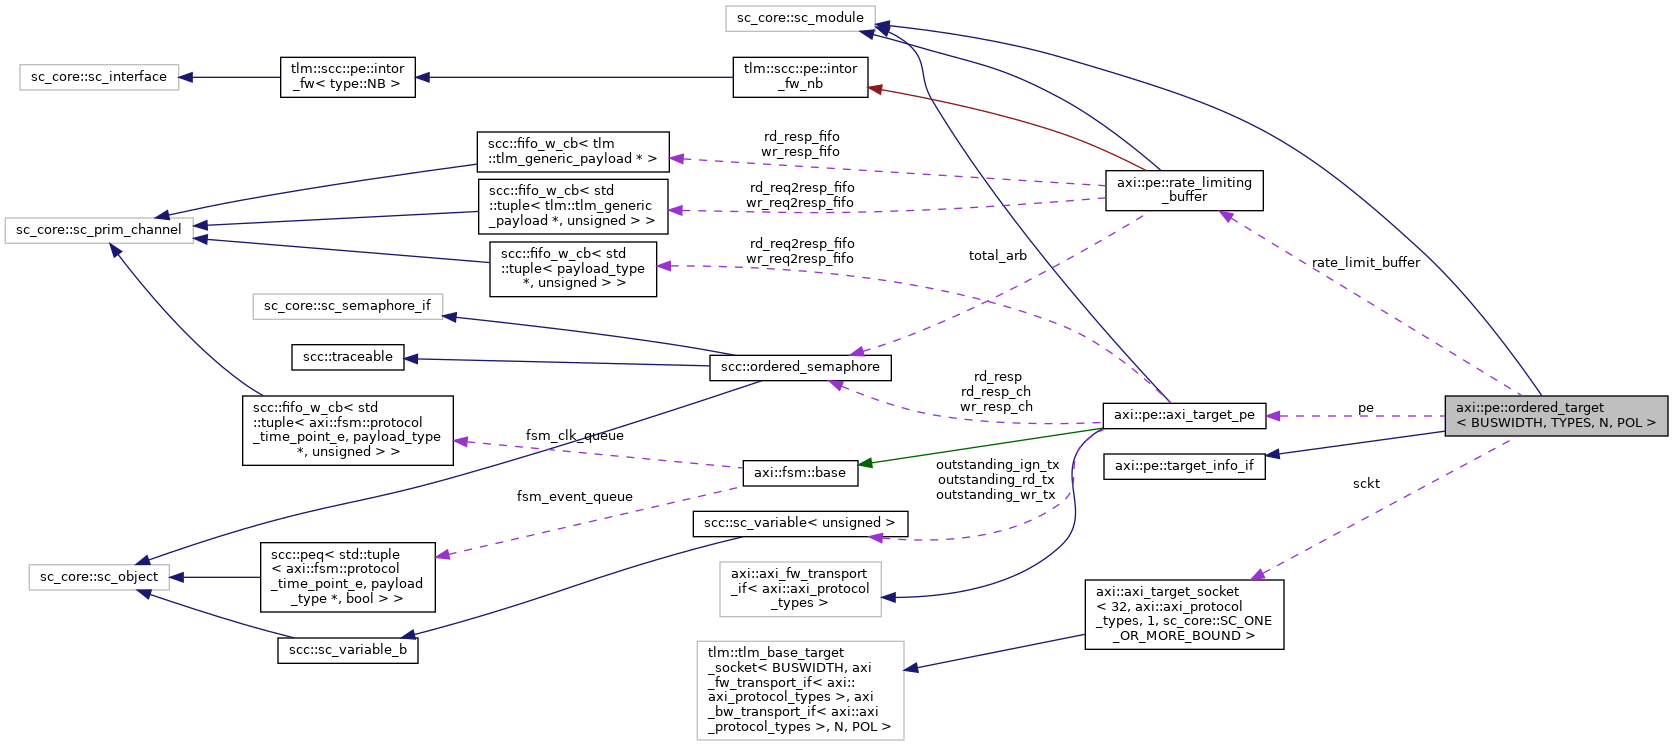 sc_core::sc_module
sc_core::sc_interface
tlm::scc::pe::intor
_fw< type::NB >
tlm::scc::pe::intor
_fw_nb
rd_resp_fifo
wr_resp_fifo
scc::fifo_w_cb< tlm
::tlm_generic_payload * >
axi::pe::rate_limiting
_buffer
rd_req2resp_fifo
wr_req2resp_fifo
scc::fifo_w_cb< std
::tuple< tlm::tlm_generic
_payload *, unsigned > >
sc_core::sc_prim_channel
scc::fifo_w_cb< std
::tuple< payload_type
*, unsigned > >
rd_req2resp_fifo
wr_req2resp_fifo
total_arb
rate_limit_buffer
sc_core::sc_semaphore_if
scc::traceable
scc::ordered_semaphore
rd_resp
rd_resp_ch
wr_resp_ch
axi::pe::axi_target_pe
pe
axi::pe::ordered_target
< BUSWIDTH, TYPES, N, POL >
scc::fifo_w_cb< std
::tuple< axi::fsm::protocol
_time_point_e, payload_type
*, unsigned > >
fsm_clk_queue
axi::fsm::base
axi::pe::target_info_if
outstanding_ign_tx
outstanding_rd_tx
outstanding_wr_tx
sckt
fsm_event_queue
scc::sc_variable< unsigned >
sc_core::sc_object
scc::peq< std::tuple
< axi::fsm::protocol
_time_point_e, payload
_type *, bool > >
axi::axi_fw_transport
_if< axi::axi_protocol
_types >
axi::axi_target_socket
< 32, axi::axi_protocol
_types, 1, sc_core::SC_ONE
_OR_MORE_BOUND >
scc::sc_variable_b
tlm::tlm_base_target
_socket< BUSWIDTH, axi
_fw_transport_if< axi::
axi_protocol_types >, axi
_bw_transport_if< axi::axi
_protocol_types >, N, POL >